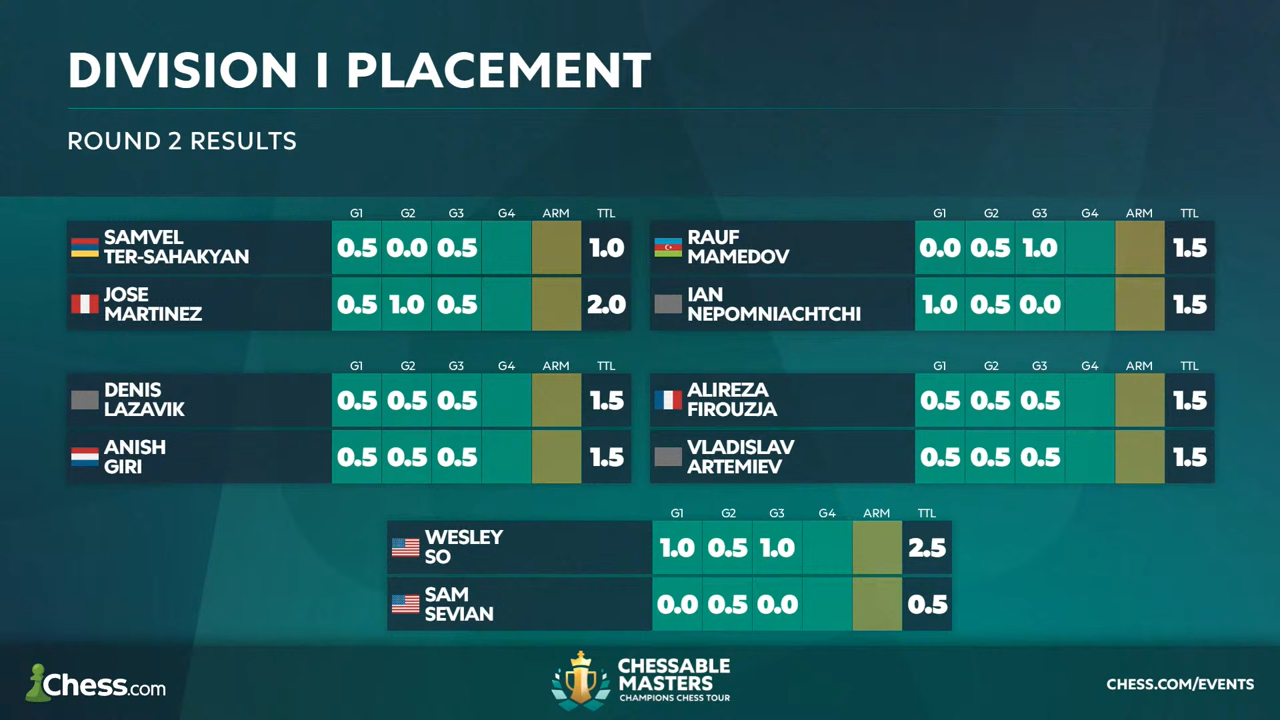 DIVISION I PLACEMENT
ROUND 2 RESULTS
G1 G2 G3 G4 ARM TTL
SAMVEL
TER-SAHAKYAN
0.5 0.0 0.5 1.0
JOSE
MARTINEZ
0.5 1.0 0.5 2.0
G1 G2 G3 G4 ARM TTL
RAUF
MAMEDOV
0.0 0.5 1.0 1.5
IAN
NEPOMNIACHTCHI
1.0 0.5 0.0 1.5
G1 G2 G3 G4 ARM TTL
DENIS
LAZAVIK
0.5 0.5 0.5 1.5
ANISH
GIRI
0.5 0.5 0.5 1.5
G1 G2 G3 G4 ARM TTL
ALIREZA
FIROUZJA
0.5 0.5 0.5 1.5
VLADISLAV
ARTEMIEV
0.5 0.5 0.5 1.5
G1 G2 G3 G4 ARM TTL
WESLEY
SO
1.0 0.5 1.0 2.5
SAM
SEVIAN
0.0 0.5 0.0 0.5
Chess.com
CHESSABLE
MASTERS
CHAMPIONS CHESS TOUR
CHESS.COM/EVENTS